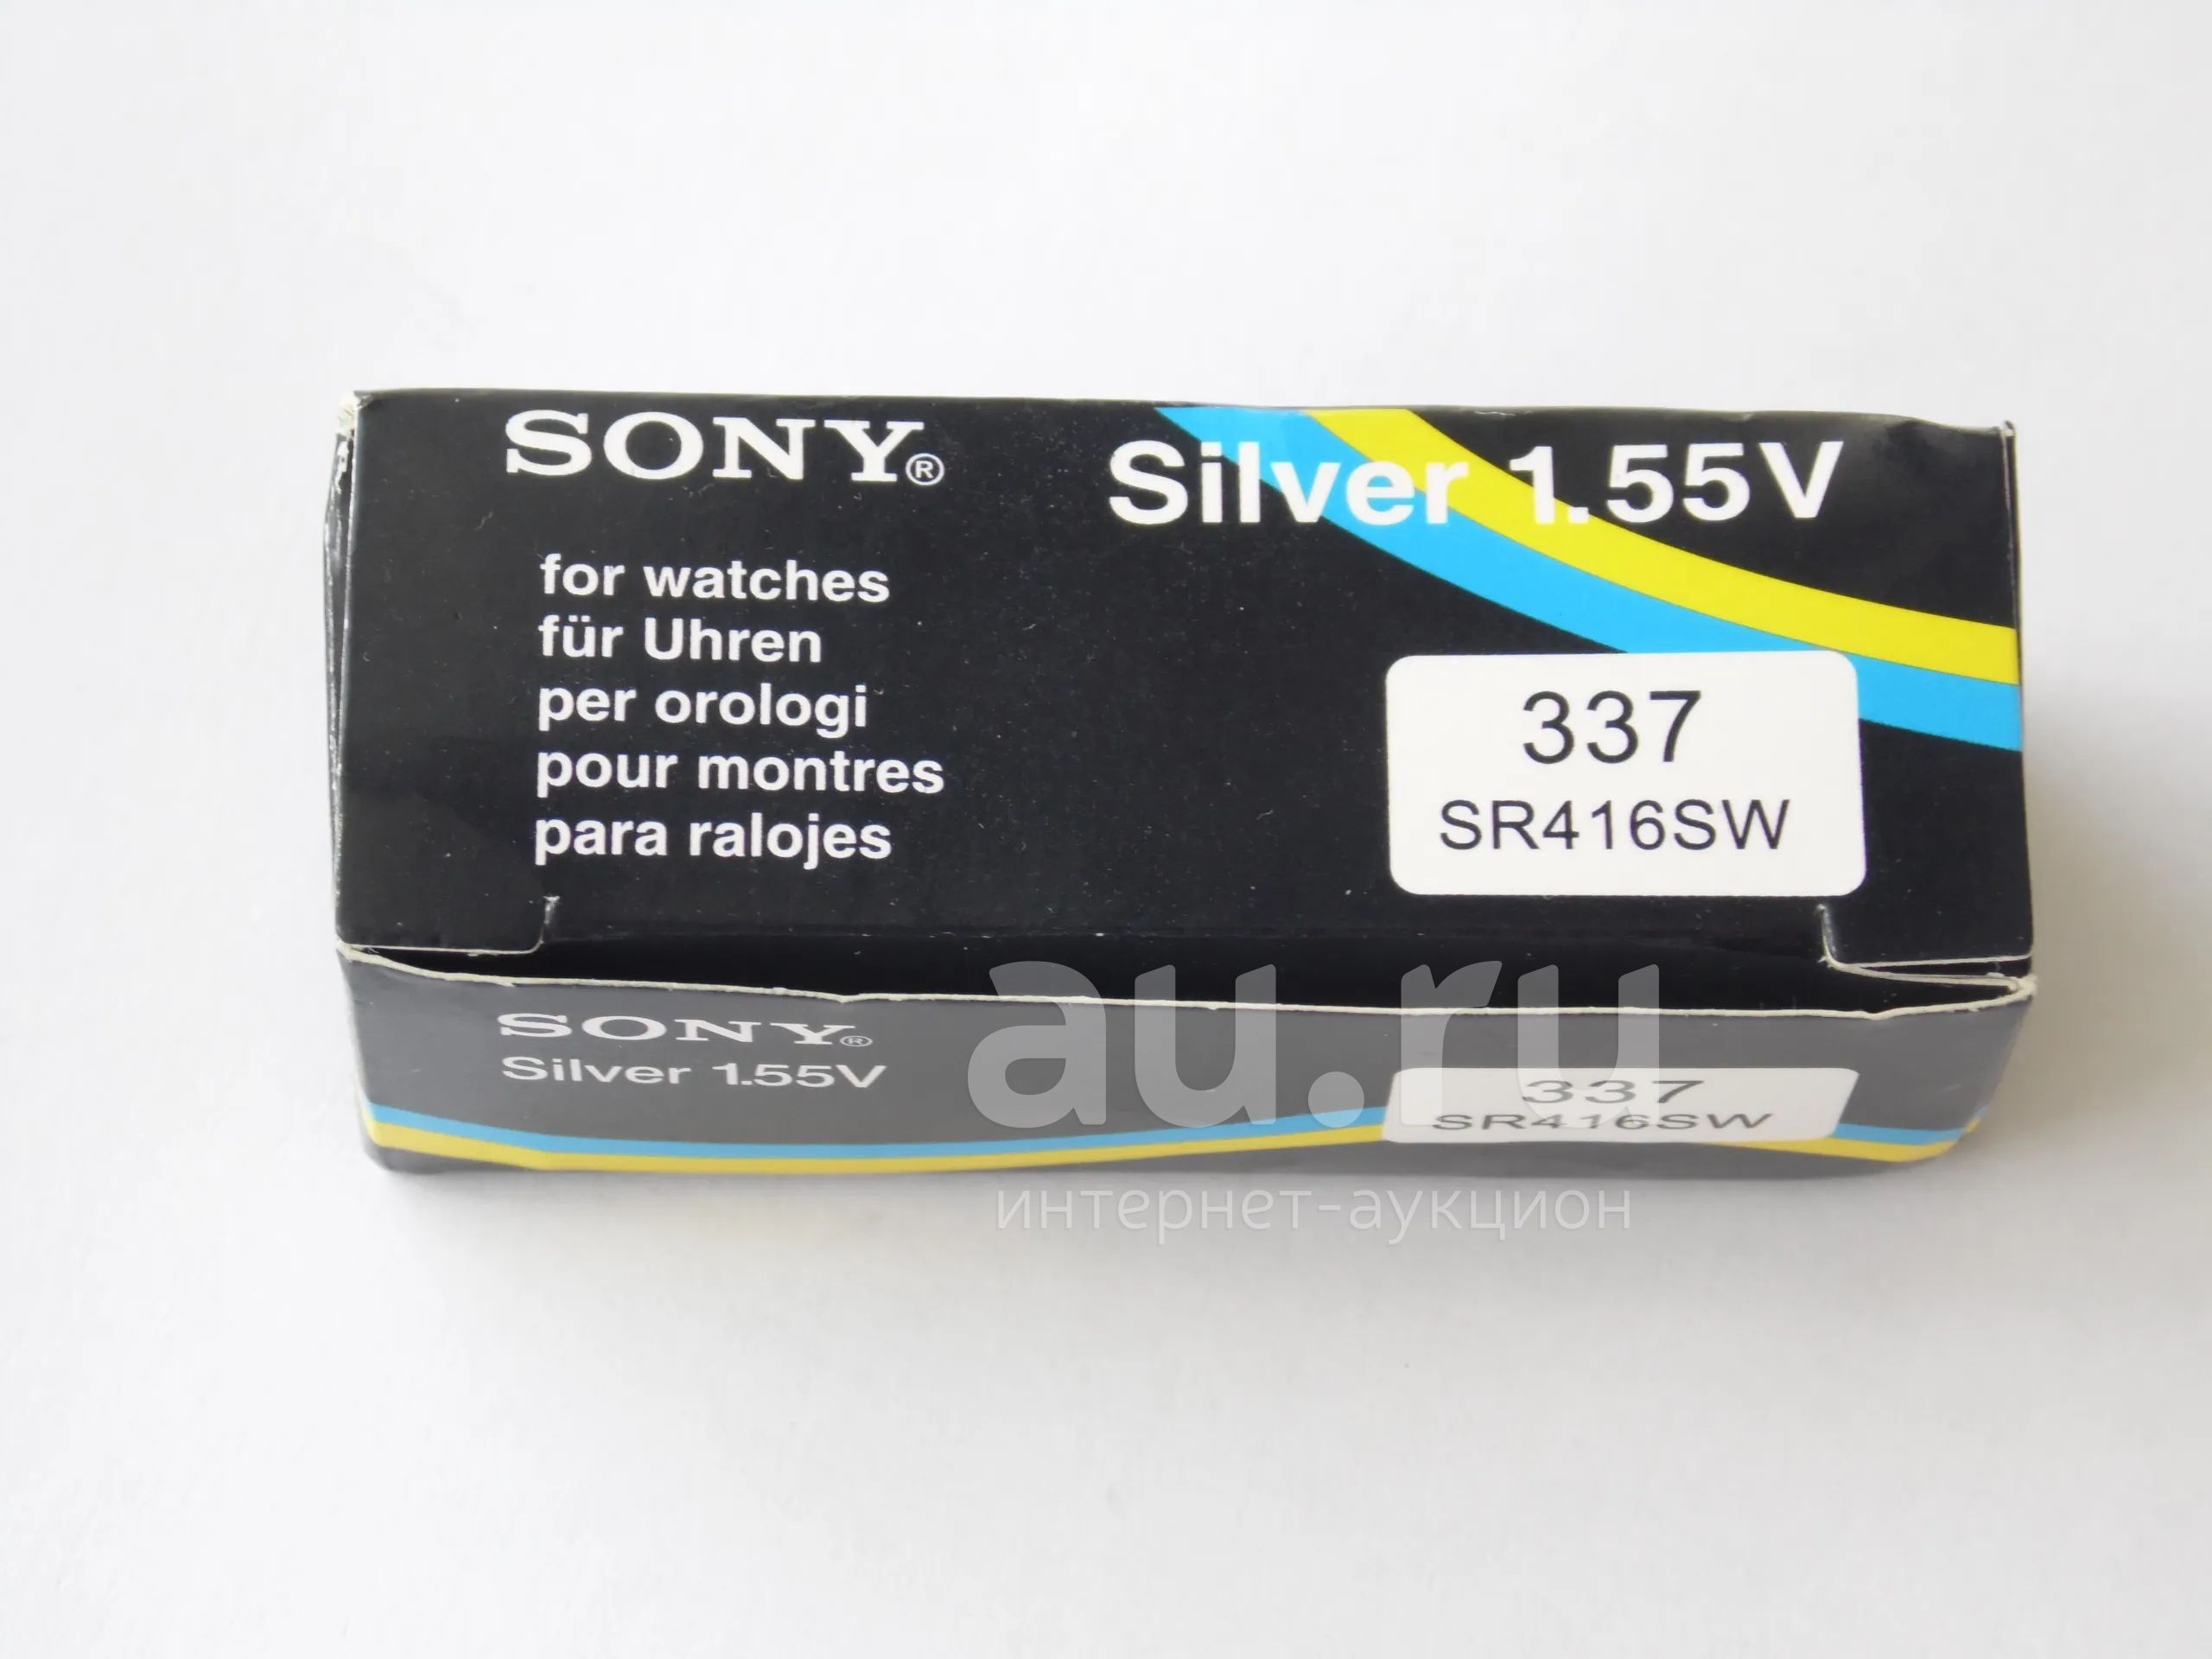 SONY®
Silver 1.55V
for watches
für Uhren
per orologi
pour montres
para ralojes
337
SR416SW
SONY®
Silver 1.55V
337
SR416SW
au.ru
интернет-аукцион